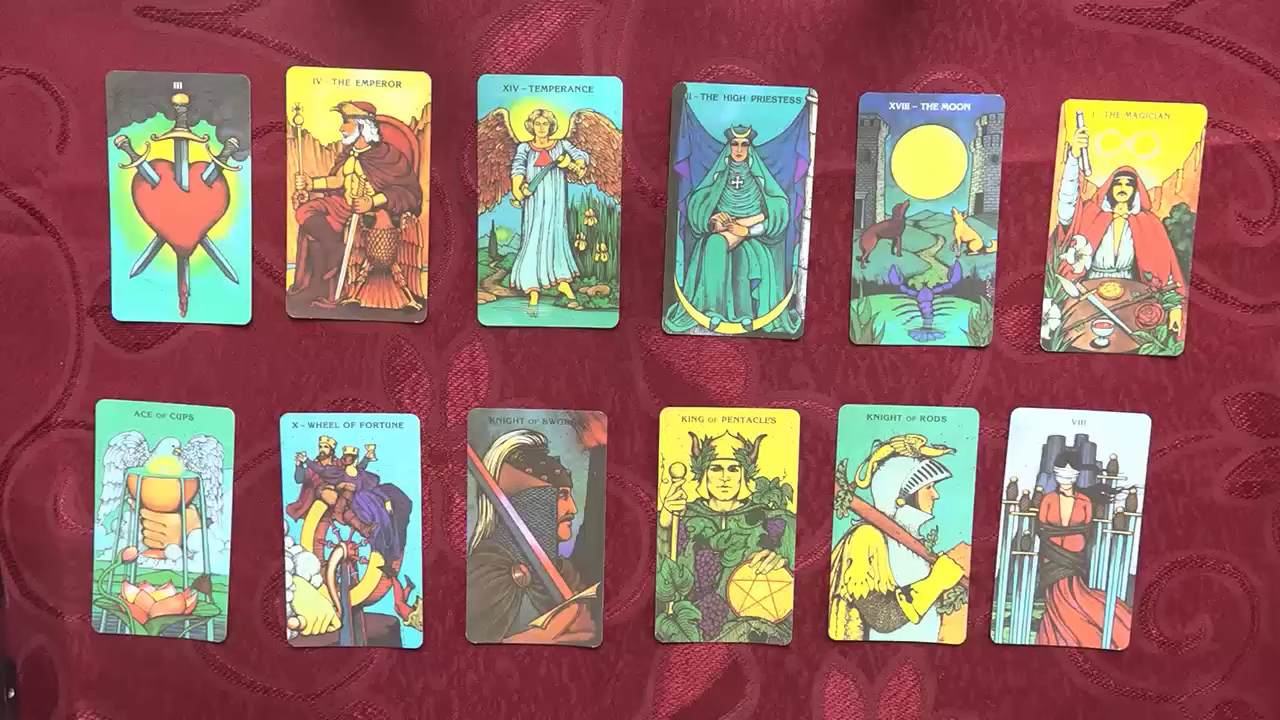 III
IV - THE EMPEROR
XIV - TEMPERANCE
II - THE HIGH PRIESTESS
XVIII - THE MOON
I - THE MAGICIAN
ACE OF CUPS
X - WHEEL OF FORTUNE
KNIGHT OF SWORDS
KING OF PENTACLES
KNIGHT OF RODS
VIII